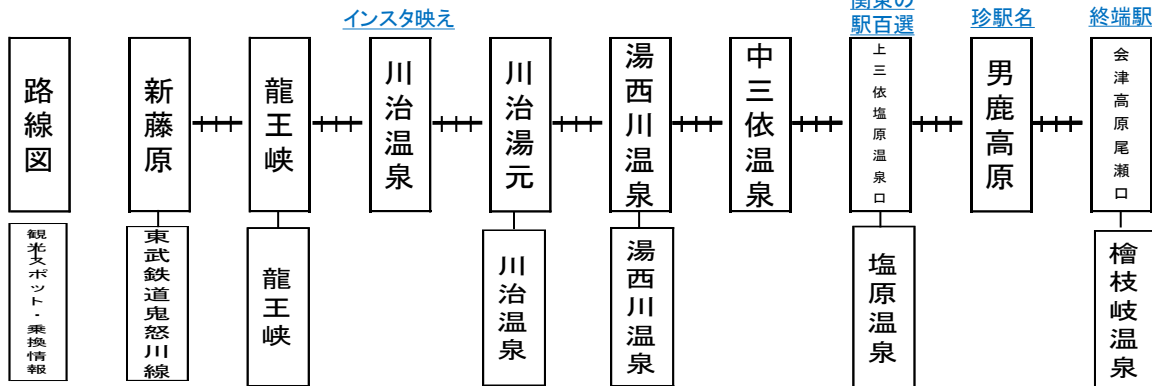 インスタ映え
関東の
駅百選
珍駅名
終端駅
路線図
新藤原
龍王峡
川治温泉
川治湯元
湯西川温泉
中三依温泉
上三依塩原温泉口
男鹿高原
会津高原尾瀬口
観光スポット・乗換情報
東武鉄道鬼怒川線
龍王峡
川治温泉
湯西川温泉
塩原温泉
檜枝岐温泉